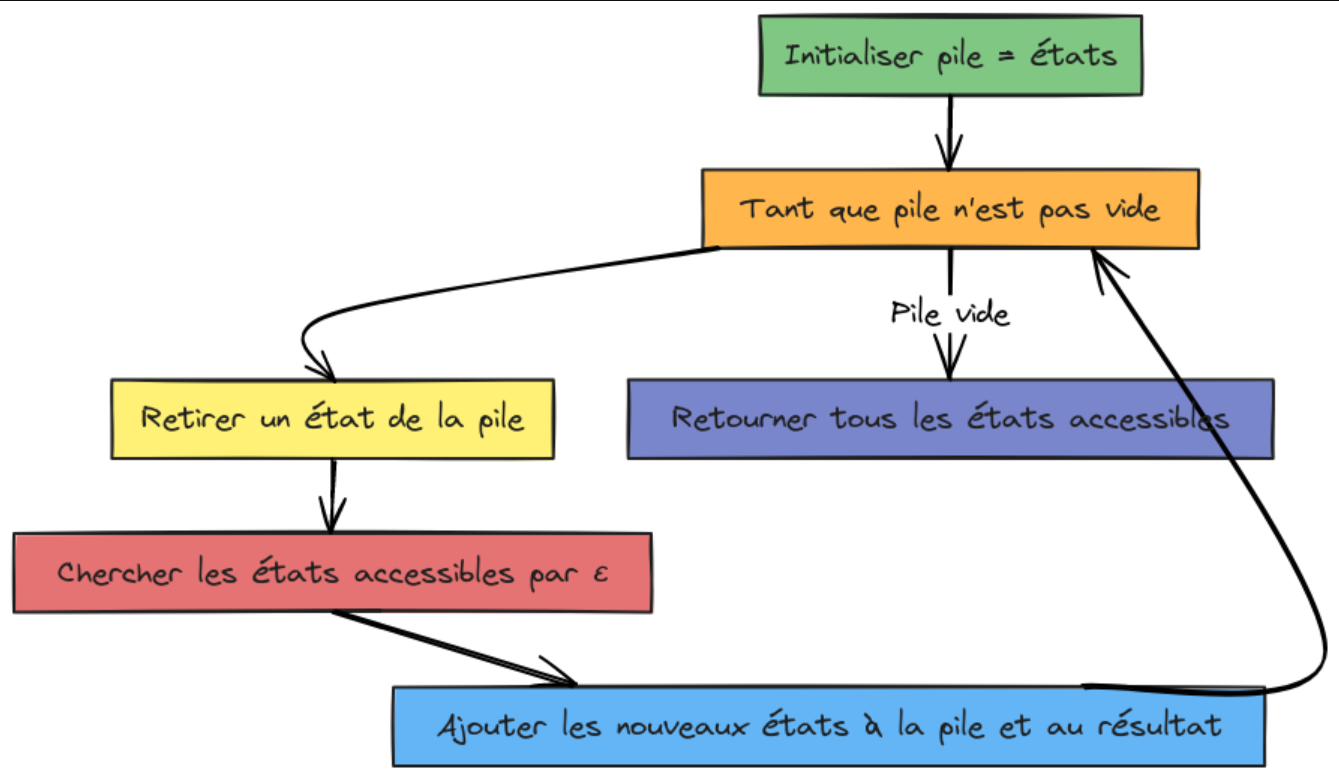 Initialiser pile = états
Tant que pile n'est pas vide
Pile vide
Retirer un état de la pile
Retourner tous les états accessibles
Chercher les états accessibles par ε
Ajouter les nouveaux états à la pile et au résultat